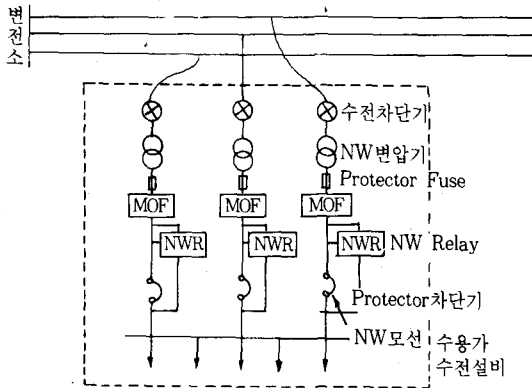 변
전
소
수전차단기
NW변압기
Protector Fuse
MOF
MOF
MOF
NWR
NWR
NWR
NW Relay
Protector차단기
NW모선
수용가
수전설비